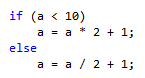 if (a < 10)
    a = a * 2 + 1;
else
    a = a / 2 + 1;